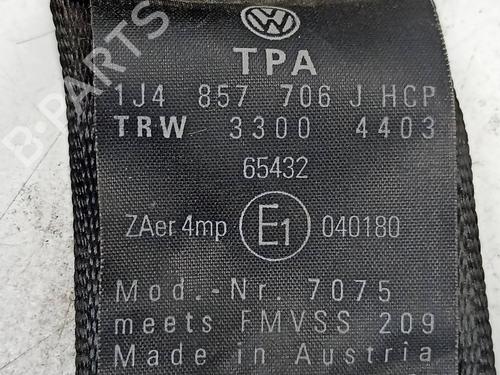 TPA
1J4 857 706 J HCP
TRW 3300 4403
65432
ZAer 4mp E1 040180
Mod.-Nr. 7075
meets FMVSS 209
Made in Austria
B-PARTS